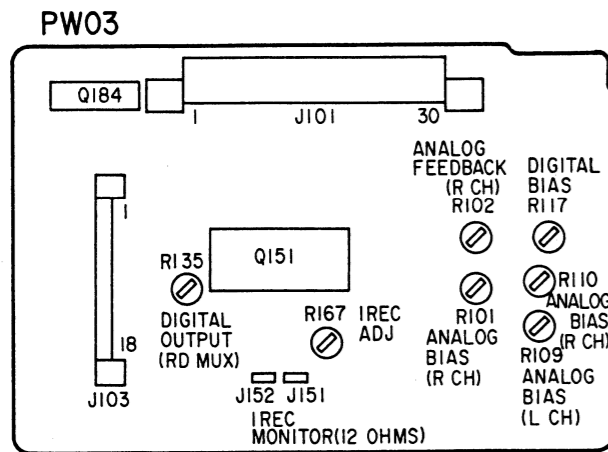 PW03
Q184
1
J101
30
ANALOG
FEEDBACK
(R CH)
R102
DIGITAL
BIAS
R117
1
18
J103
R135
DIGITAL
OUTPUT
(RD MUX)
Q151
R167
IREC
ADJ
R101
ANALOG
BIAS
(R CH)
R110
ANALOG
BIAS
(R CH)
R109
ANALOG
BIAS
(L CH)
J152
J151
IREC
MONITOR(12 OHMS)